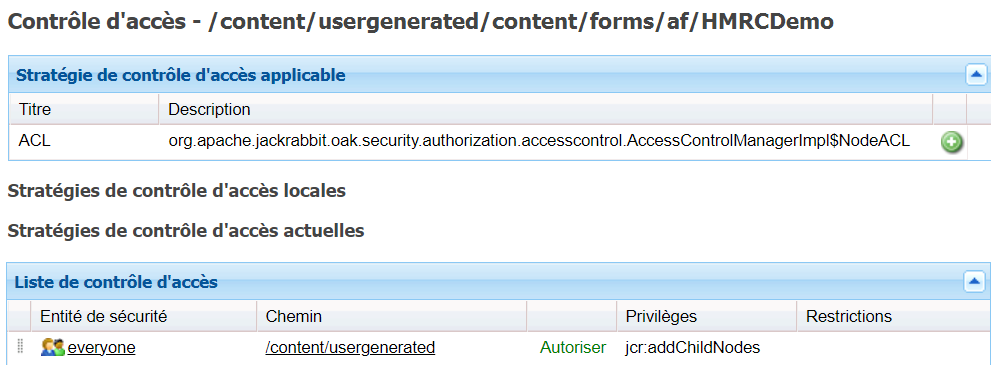 Contrôle d'accès - /content/usergenerated/content/forms/af/HMRCDemo
Stratégie de contrôle d'accès applicable
Titre Description
ACL org.apache.jackrabbit.oak.security.authorization.accesscontrol.AccessControlManagerImpl$NodeACL
Stratégies de contrôle d'accès locales
Stratégies de contrôle d'accès actuelles
Liste de contrôle d'accès
Entité de sécurité Chemin Privilèges Restrictions
everyone /content/usergenerated Autoriser jcr:addChildNodes